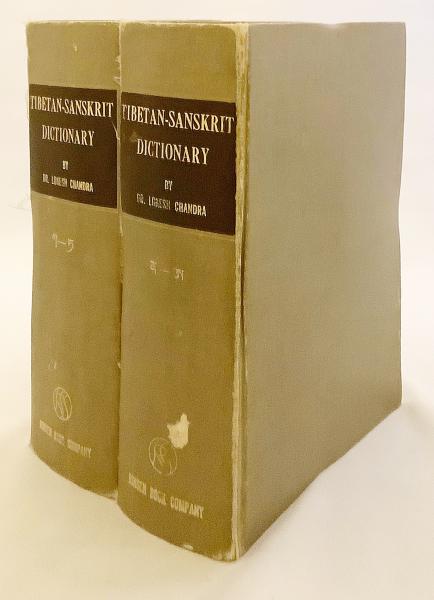 TIBETAN-SANSKRIT
DICTIONARY
BY
DR. LOKESH CHANDRA
RINSEN BOOK COMPANY
TIBETAN-SANSKRIT
DICTIONARY
BY
DR. LOKESH CHANDRA
RINSEN BOOK COMPANY